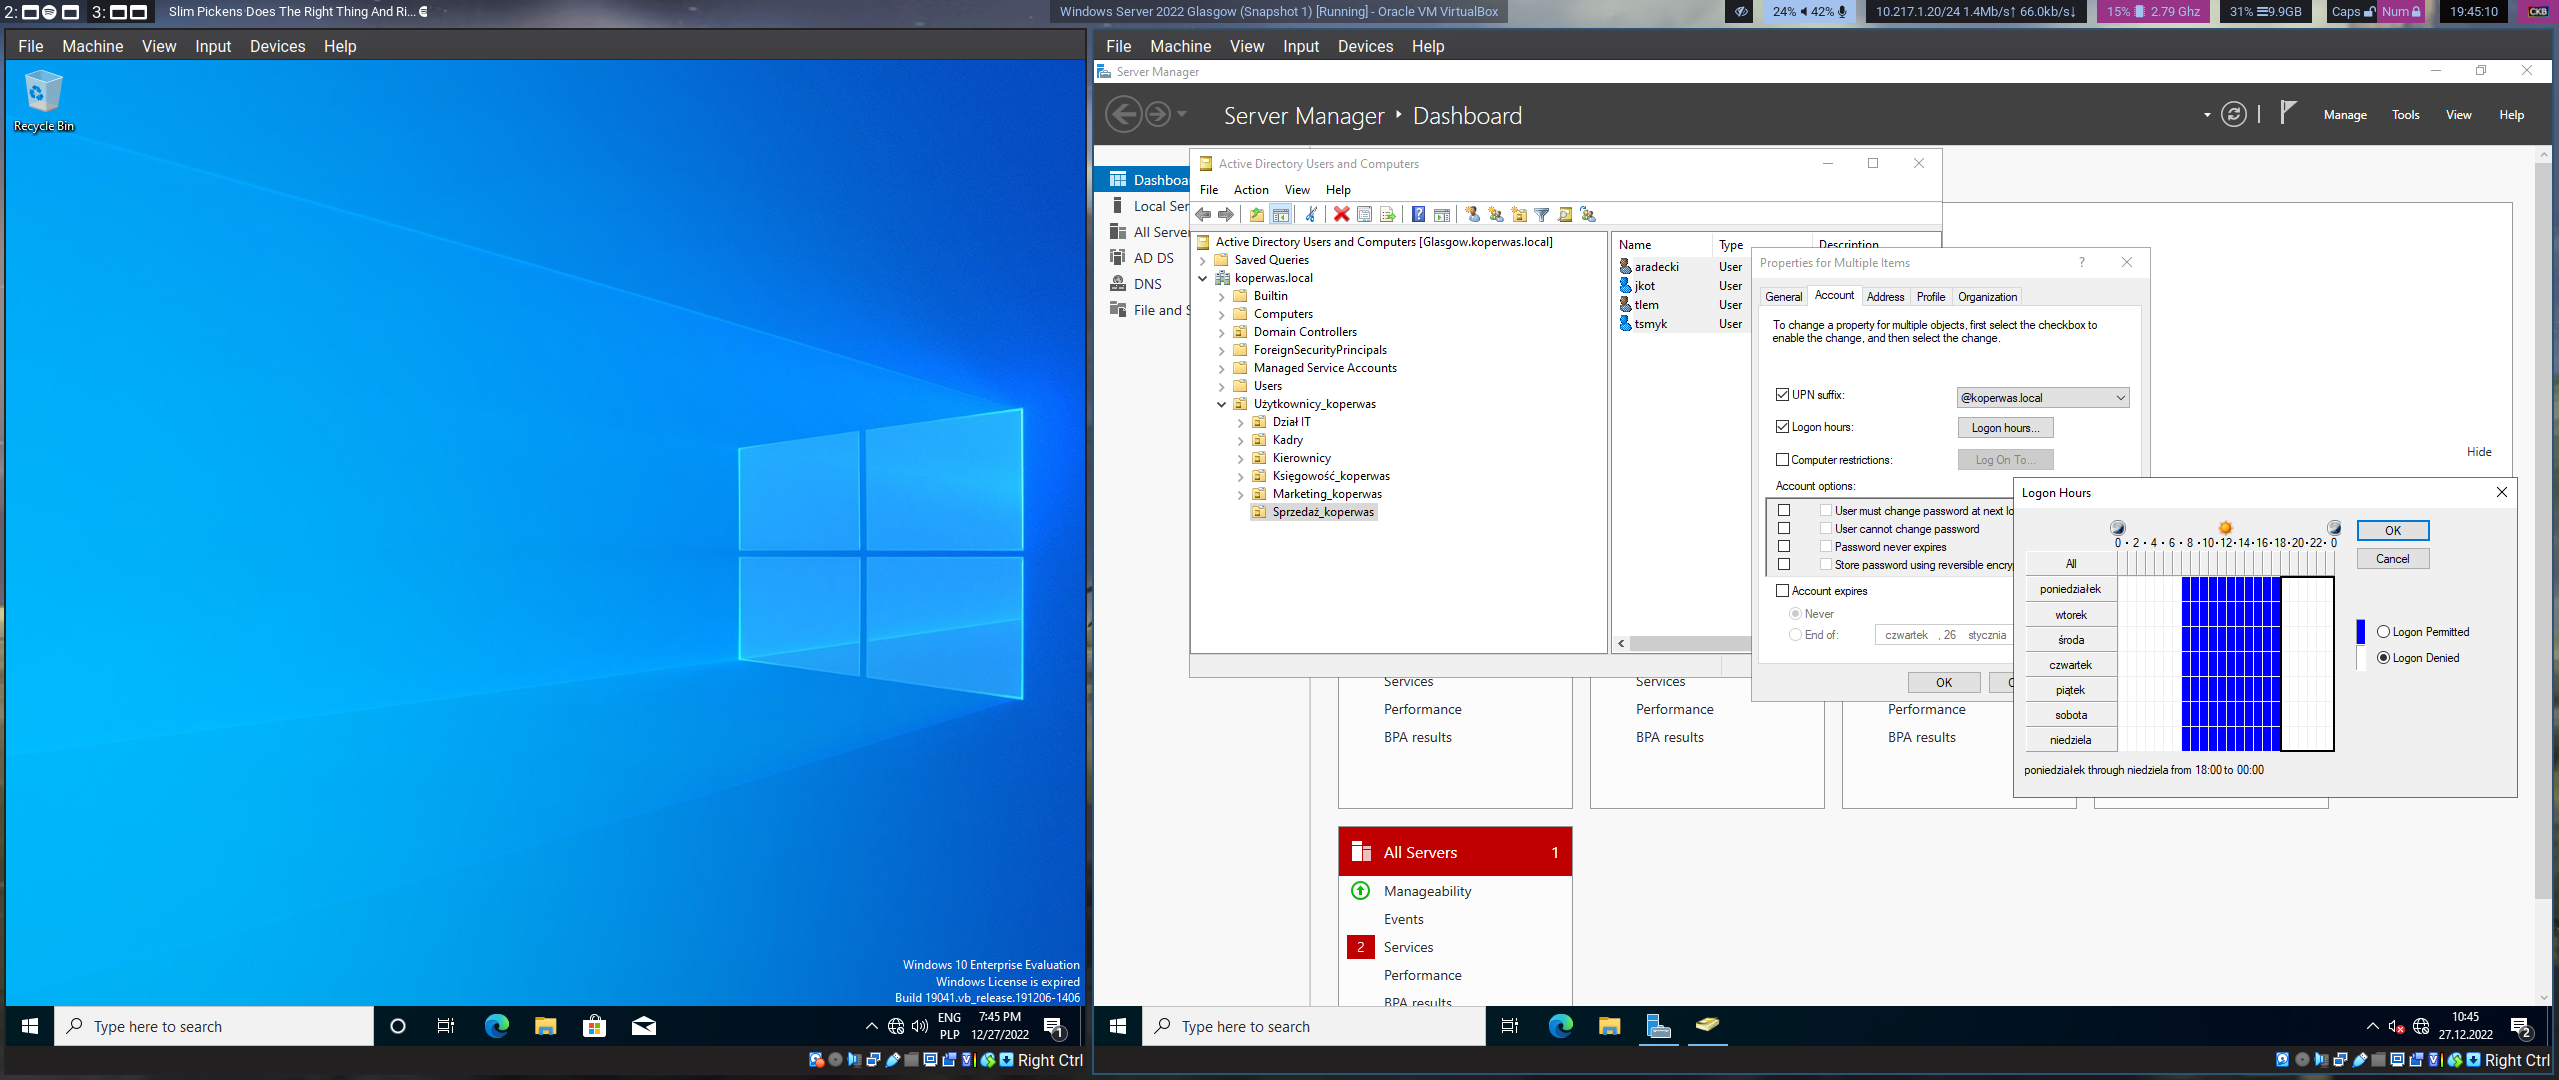 2:
3:
Slim Pickens Does The Right Thing And Ri...
Windows Server 2022 Glasgow (Snapshot 1) [Running] - Oracle VM VirtualBox
24% 42%
10.217.1.20/24 1.4Mb/s↑ 66.0kb/s↓
15% 2.79 Ghz
31% 9.9GB
Caps Num
19:45:10
CKB
File Machine View Input Devices Help
Recycle Bin
Windows 10 Enterprise Evaluation
Windows License is expired
Build 19041.vb_release.191206-1406
Type here to search
ENG
PLP
7:45 PM
12/27/2022
1
Right Ctrl
File Machine View Input Devices Help
Server Manager
Server Manager ‣ Dashboard
Manage Tools View Help
Dashboa
Local Ser
All Server
AD DS
DNS
File and S
Active Directory Users and Computers
File Action View Help
Active Directory Users and Computers [Glasgow.koperwas.local]
Saved Queries
koperwas.local
Builtin
Computers
Domain Controllers
ForeignSecurityPrincipals
Managed Service Accounts
Users
Użytkownicy_koperwas
Dział IT
Kadry
Kierownicy
Księgowość_koperwas
Marketing_koperwas
Sprzedaż_koperwas
Name Type Description
aradecki User
jkot User
tlem User
tsmyk User
Properties for Multiple Items
?
General Account Address Profile Organization
To change a property for multiple objects, first select the checkbox to
enable the change, and then select the change.
UPN suffix: @koperwas.local
Logon hours: Logon hours...
Computer restrictions: Log On To...
Account options:
User must change password at next lo
User cannot change password
Password never expires
Store password using reversible encryp
Account expires
Never
End of: czwartek , 26 stycznia
OK
C
Hide
Logon Hours
0 · 2 · 4 · 6 · 8 · 10 · 12 · 14 · 16 · 18 · 20 · 22 · 0
All
poniedziałek
wtorek
środa
czwartek
piątek
sobota
niedziela
OK
Cancel
Logon Permitted
Logon Denied
poniedziałek through niedziela from 18:00 to 00:00
Services Services
Performance Performance Performance
BPA results BPA results BPA results
All Servers 1
Manageability
Events
2 Services
Performance
BPA results
Type here to search
10:45
27.12.2022
2
Right Ctrl